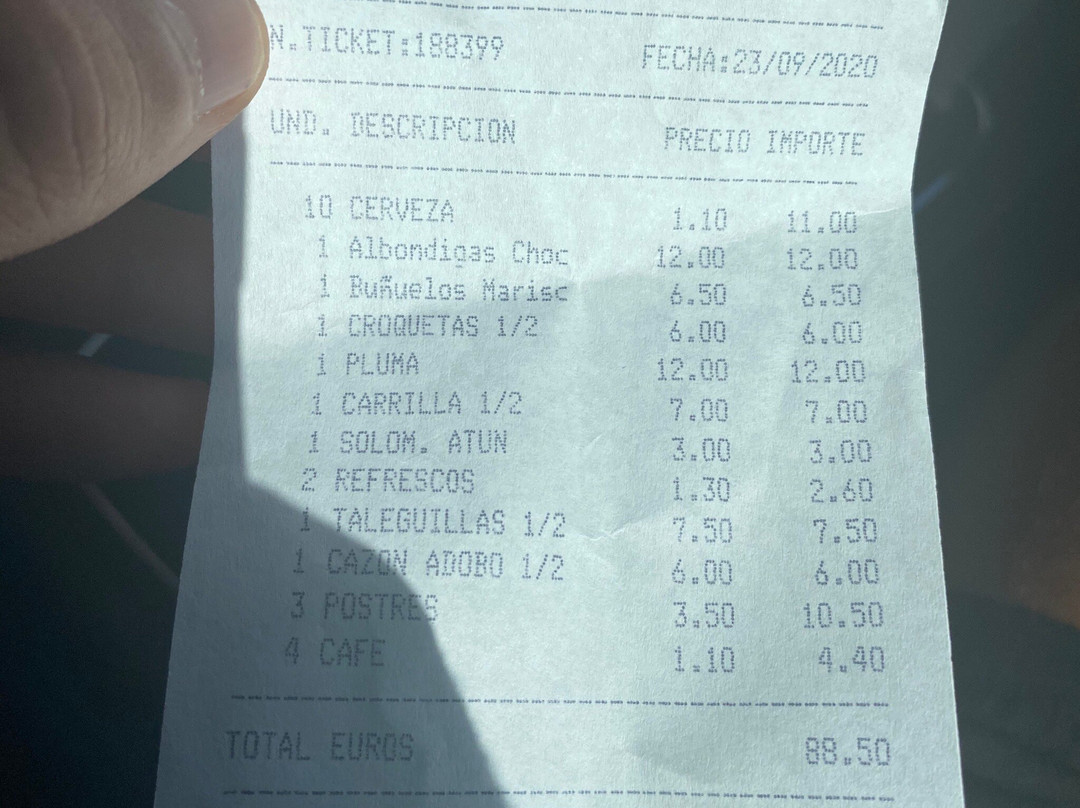 N.TICKET:188399 FECHA:23/09/2020
UND. DESCRIPCION PRECIO IMPORTE
10 CERVEZA 1.10 11.00
1 Albondigas Choc 12.00 12.00
1 Buñuelos Marisc 6.50 6.50
1 CROQUETAS 1/2 6.00 6.00
1 PLUMA 12.00 12.00
1 CARRILLA 1/2 7.00 7.00
1 SOLOM. ATUN 3.00 3.00
2 REFRESCOS 1.30 2.60
1 TALEGUILLAS 1/2 7.50 7.50
1 CAZON ADOBO 1/2 6.00 6.00
3 POSTRES 3.50 10.50
4 CAFE 1.10 4.40
TOTAL EUROS 88.50